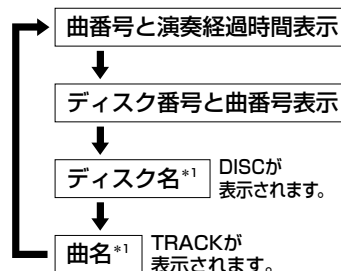 曲番号と演奏経過時間表示
ディスク番号と曲番号表示
ディスク名*1 DISCが
表示されます。
曲名*1 TRACKが
表示されます。